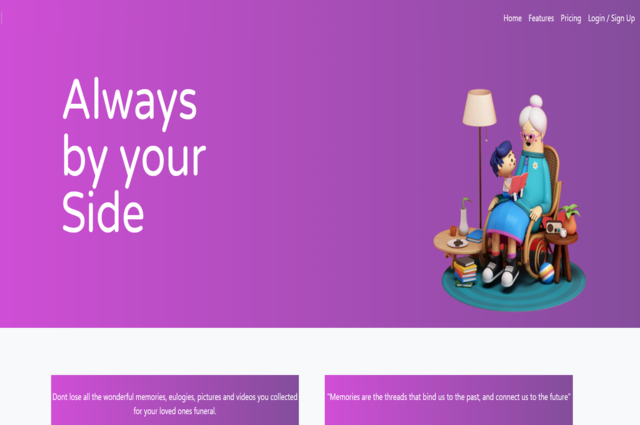 Home Features Pricing Login / Sign Up
Always
by your
Side
Dont lose all the wonderful memories, eulogies, pictures and videos you collected
for your loved ones funeral.
"Memories are the threads that bind us to the past, and connect us to the future"